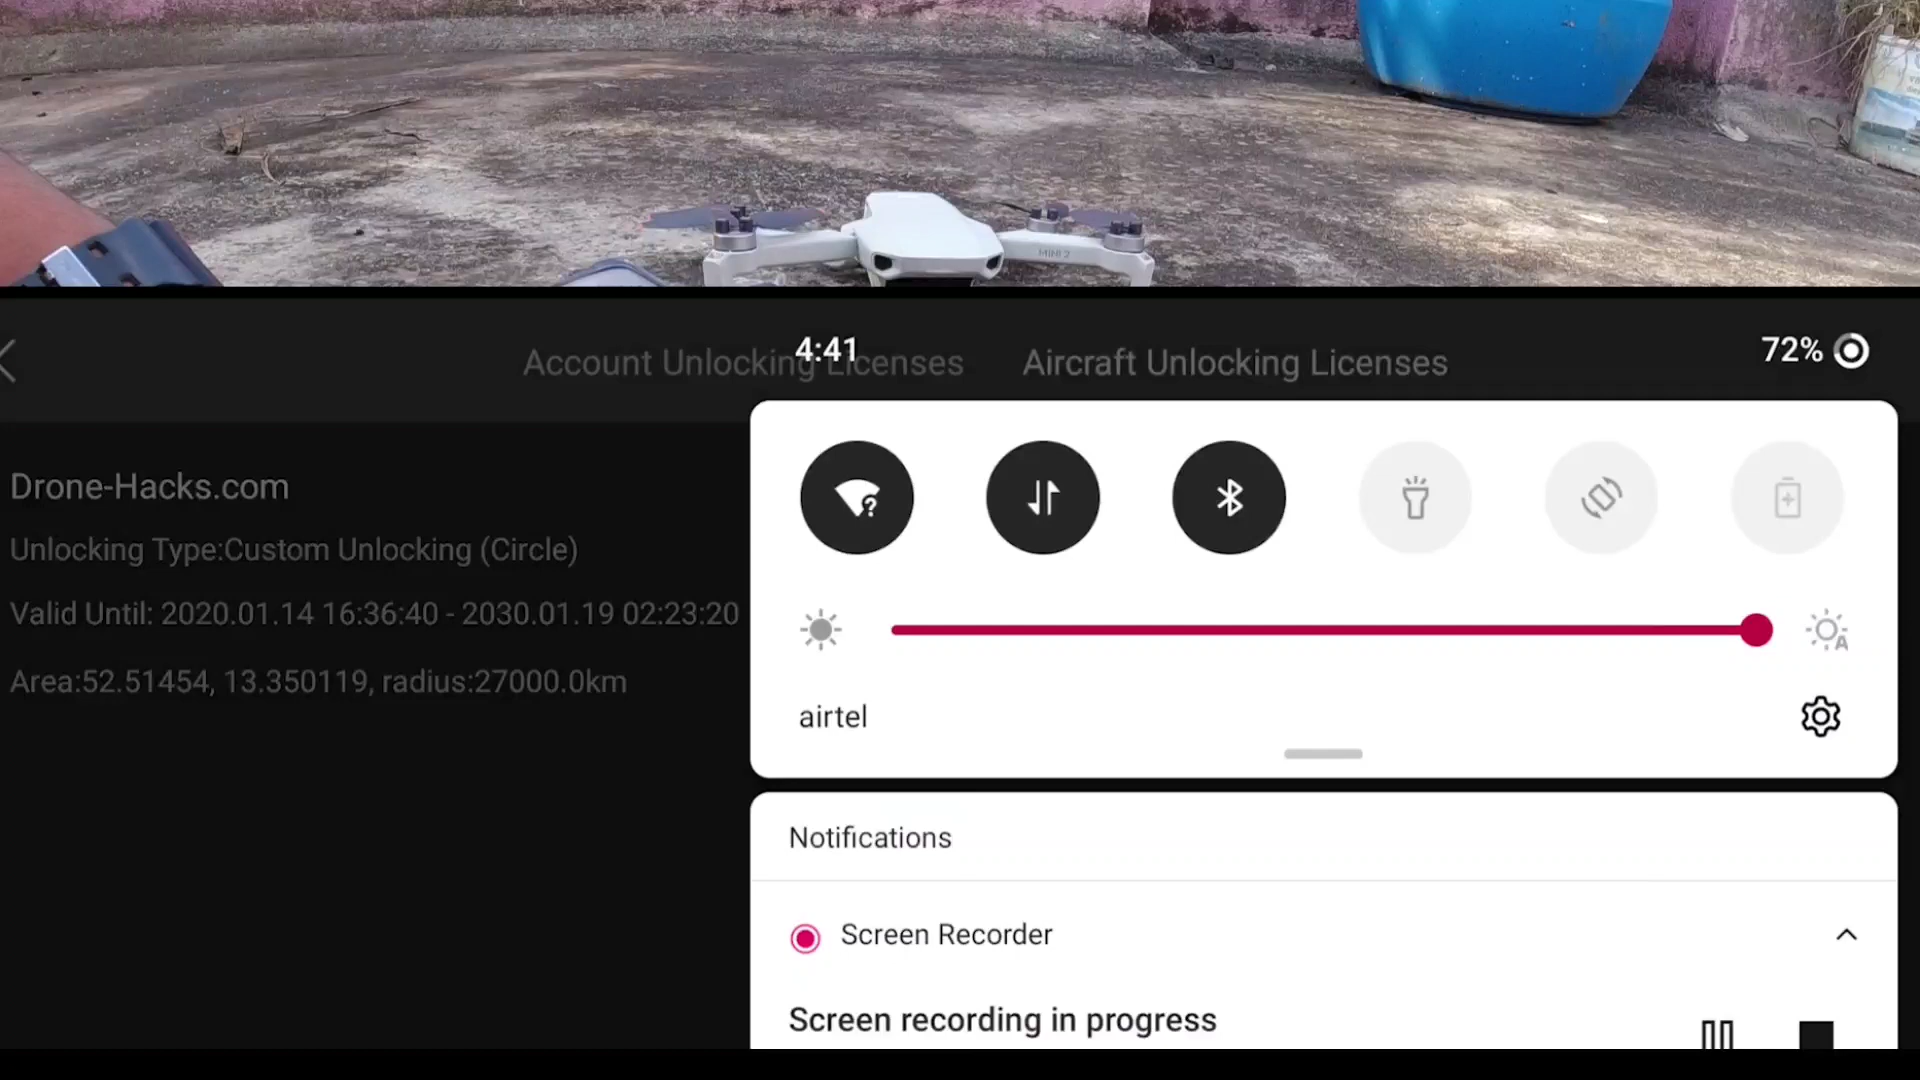 MINI 2
4:41
72%
Account Unlocking Licenses
Aircraft Unlocking Licenses
Drone-Hacks.com
Unlocking Type:Custom Unlocking (Circle)
Valid Until: 2020.01.14 16:36:40 - 2030.01.19 02:23:20
Area:52.51454, 13.350119, radius:27000.0km
airtel
Notifications
Screen Recorder
Screen recording in progress